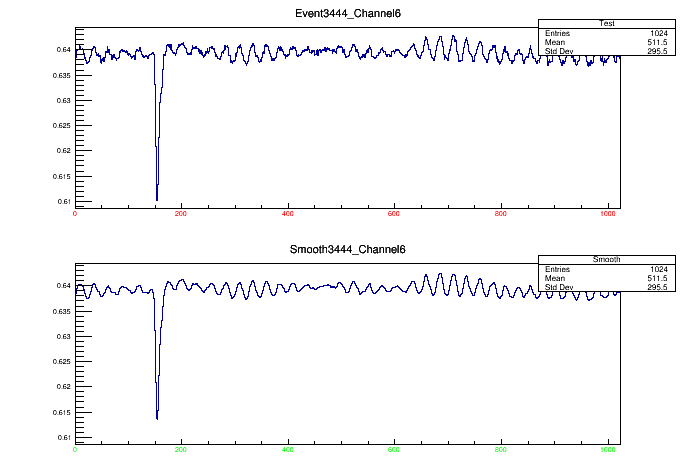 Event3444_Channel6
Test
Entries 1024
Mean 511.5
Std Dev 295.5
0.64
0.635
0.63
0.625
0.62
0.615
0.61
0 200 400 600 800 1000
Smooth3444_Channel6
Smooth
Entries 1024
Mean 511.5
Std Dev 295.5
0.64
0.635
0.63
0.625
0.62
0.615
0.61
0 200 400 600 800 1000